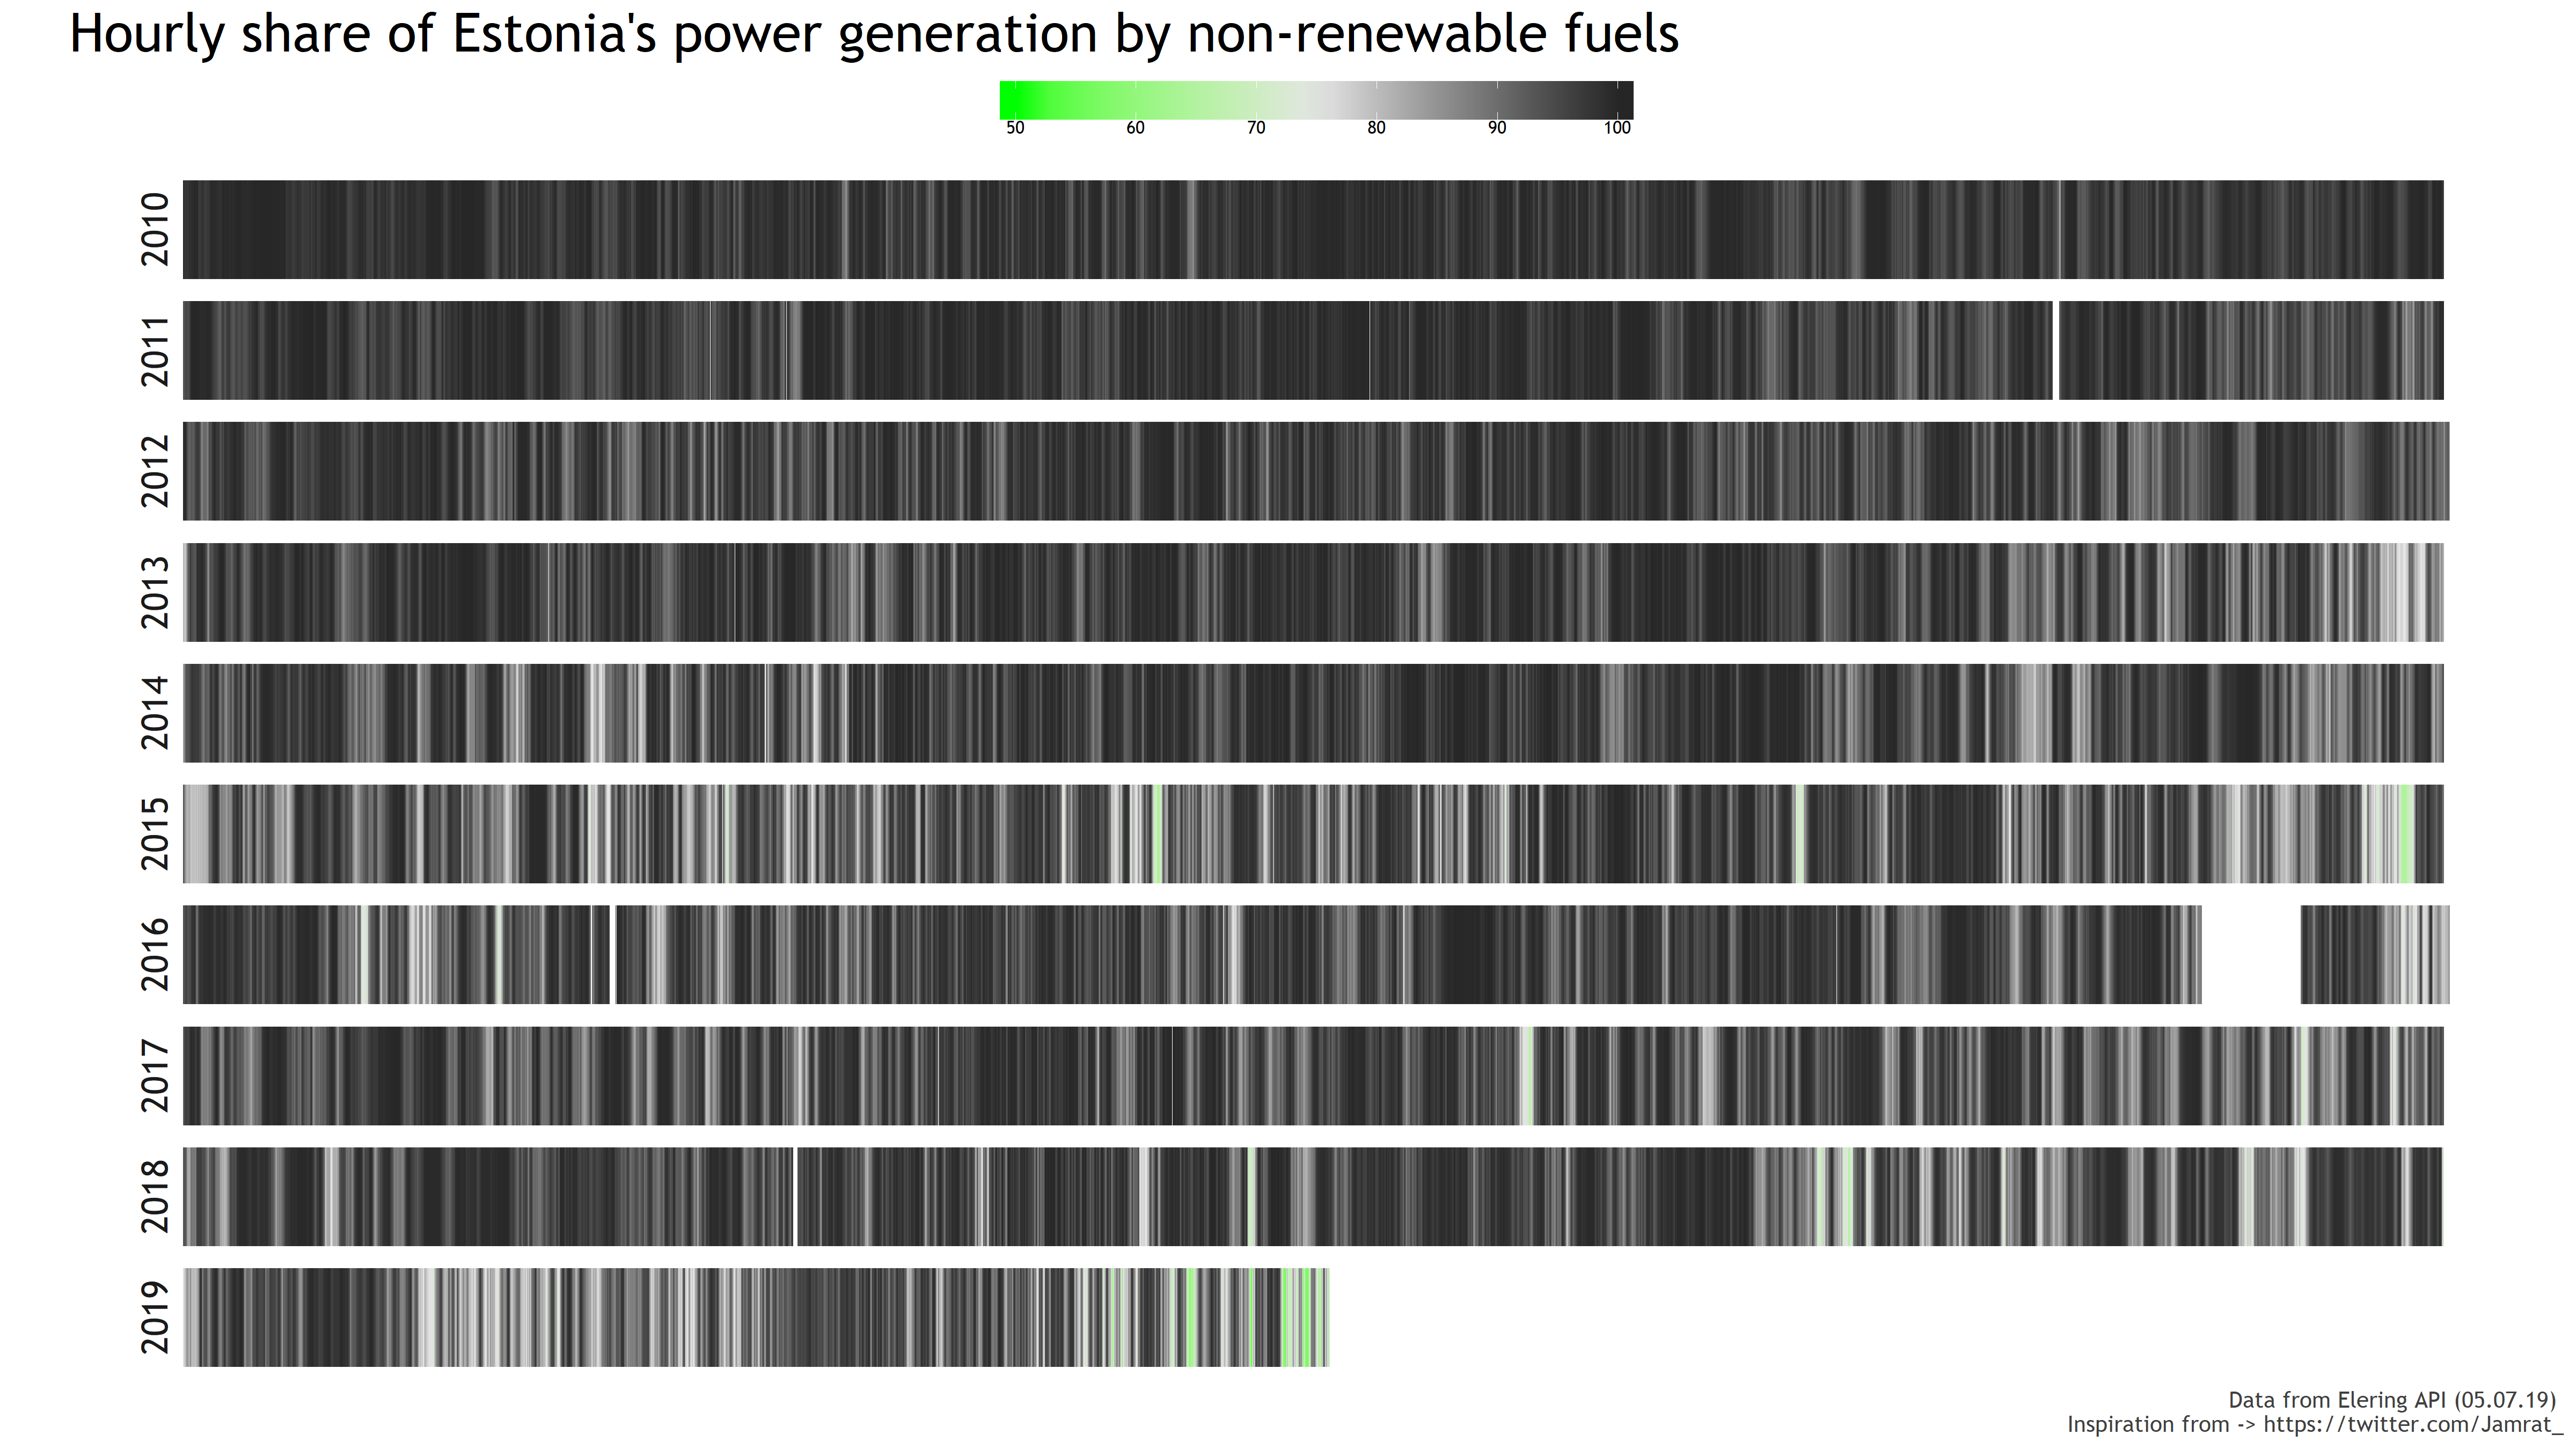 Hourly share of Estonia's power generation by non-renewable fuels
50 60 70 80 90 100
2010
2011
2012
2013
2014
2015
2016
2017
2018
2019
Data from Elering API (05.07.19)
Inspiration from -> https://twitter.com/Jamrat_